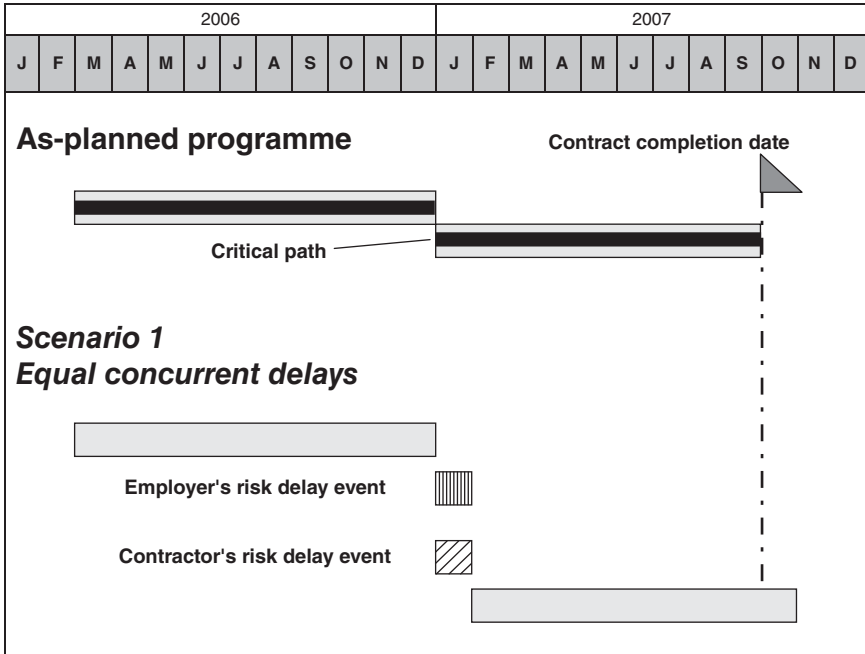 2006 2007
J F M A M J J A S O N D J F M A M J J A S O N D
As-planned programme
Contract completion date
Critical path
Scenario 1
Equal concurrent delays
Employer's risk delay event
Contractor's risk delay event